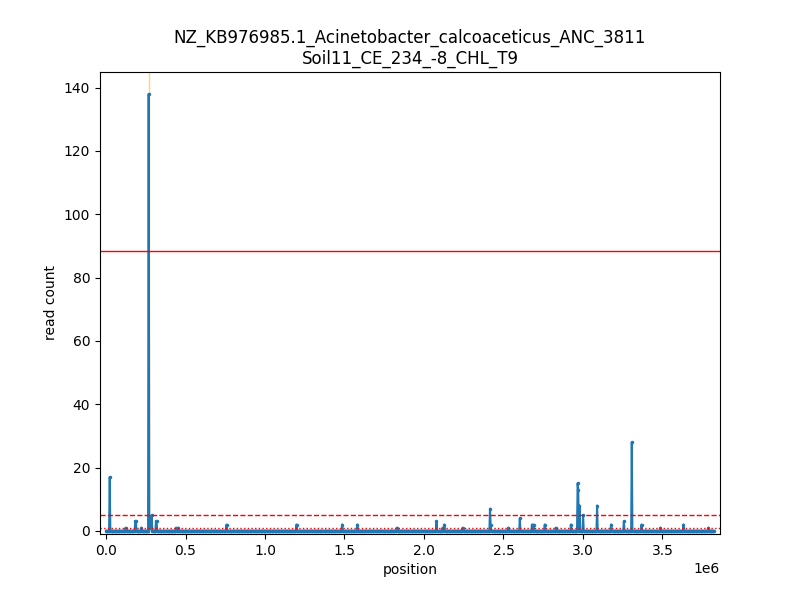 NZ_KB976985.1_Acinetobacter_calcoaceticus_ANC_3811
Soil11_CE_234_-8_CHL_T9
140
120
100
80
60
40
20
0
read count
0.0 0.5 1.0 1.5 2.0 2.5 3.0 3.5
1e6
position